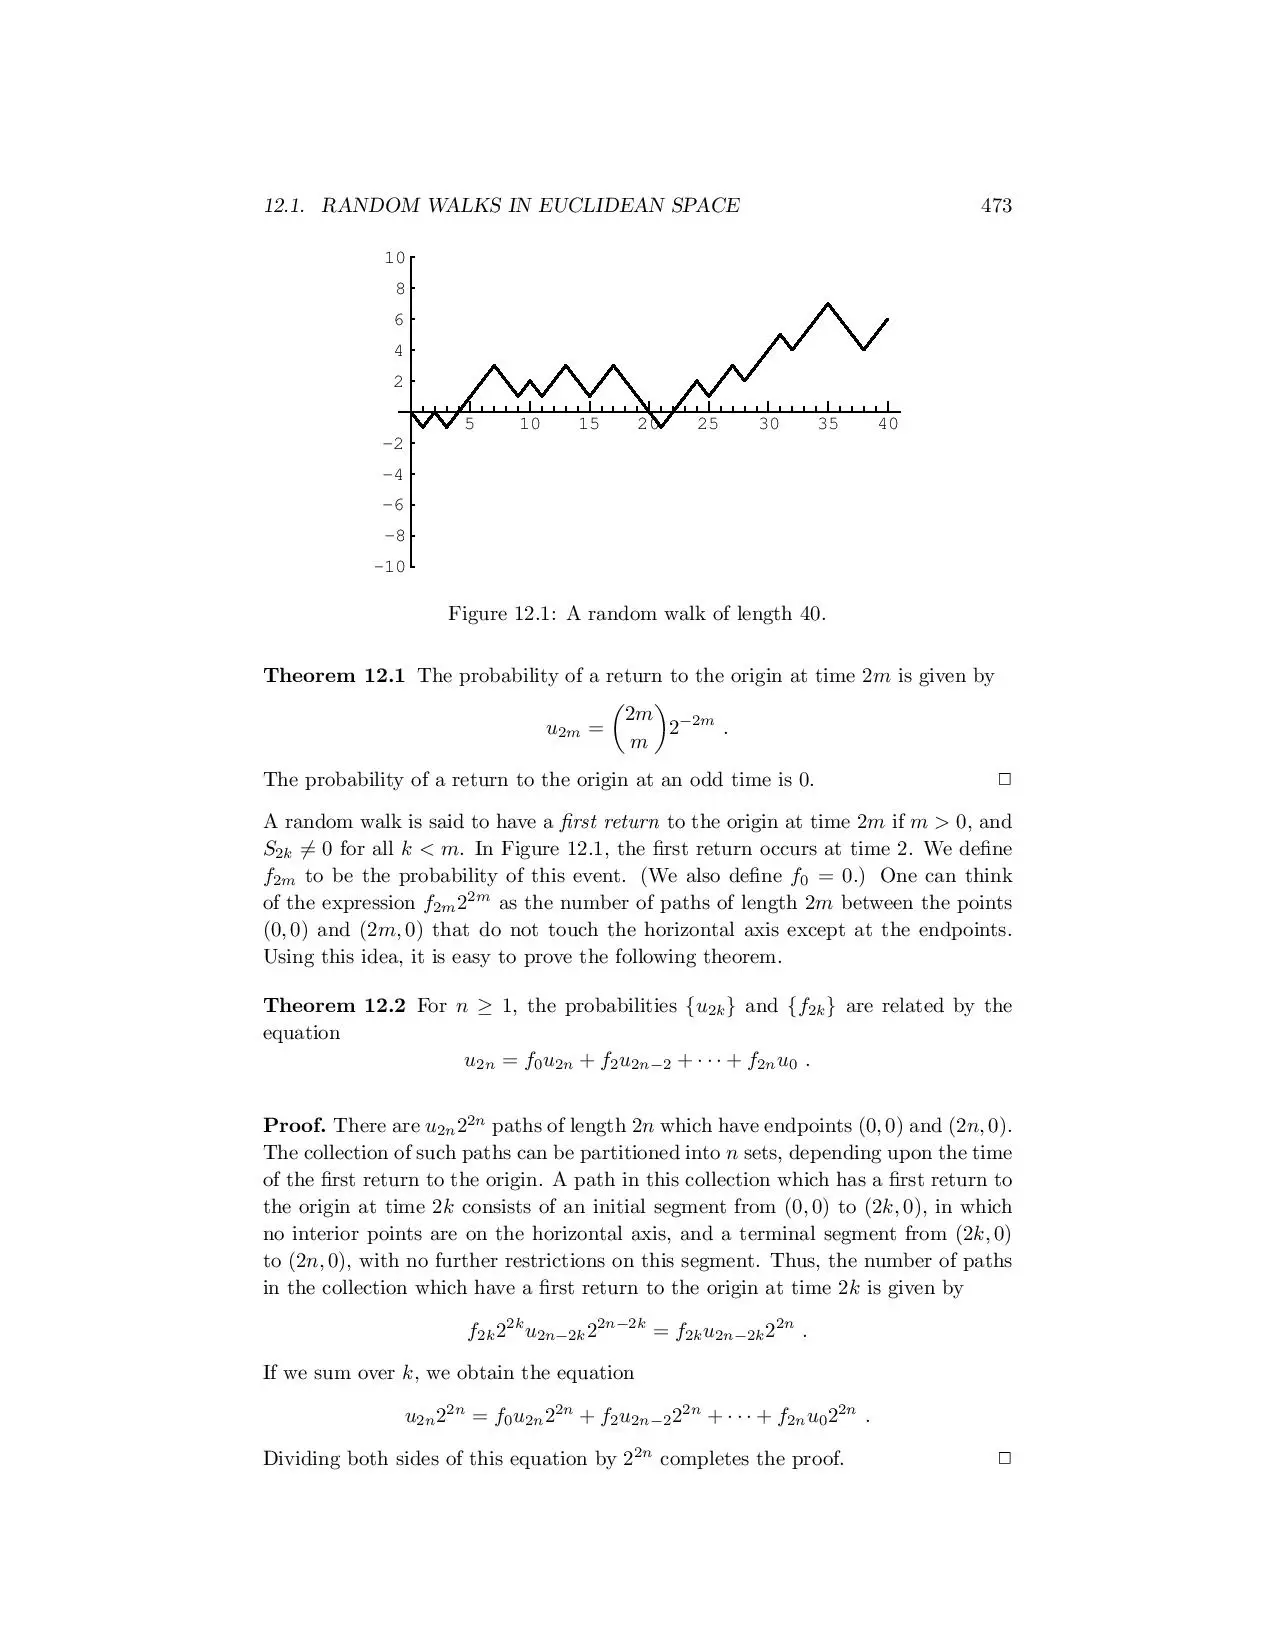 12.1. RANDOM WALKS IN EUCLIDEAN SPACE 473
10
8
6
4
2
5 10 15 20 25 30 35 40
−2
−4
−6
−8
−10
Figure 12.1: A random walk of length 40.
Theorem 12.1 The probability of a return to the origin at time 2m is given by
u_{2m} = \binom{2m}{m} 2^{−2m} .
The probability of a return to the origin at an odd time is 0. □
A random walk is said to have a first return to the origin at time 2m if m > 0, and
S_{2k} ≠ 0 for all k < m. In Figure 12.1, the first return occurs at time 2. We define
f_{2m} to be the probability of this event. (We also define f_0 = 0.) One can think
of the expression f_{2m}2^{2m} as the number of paths of length 2m between the points
(0, 0) and (2m, 0) that do not touch the horizontal axis except at the endpoints.
Using this idea, it is easy to prove the following theorem.
Theorem 12.2 For n ≥ 1, the probabilities {u_{2k}} and {f_{2k}} are related by the
equation
u_{2n} = f_0u_{2n} + f_2u_{2n−2} + · · · + f_{2n}u_0 .
Proof. There are u_{2n}2^{2n} paths of length 2n which have endpoints (0, 0) and (2n, 0).
The collection of such paths can be partitioned into n sets, depending upon the time
of the first return to the origin. A path in this collection which has a first return to
the origin at time 2k consists of an initial segment from (0, 0) to (2k, 0), in which
no interior points are on the horizontal axis, and a terminal segment from (2k, 0)
to (2n, 0), with no further restrictions on this segment. Thus, the number of paths
in the collection which have a first return to the origin at time 2k is given by
f_{2k}2^{2k}u_{2n−2k}2^{2n−2k} = f_{2k}u_{2n−2k}2^{2n} .
If we sum over k, we obtain the equation
u_{2n}2^{2n} = f_0u_{2n}2^{2n} + f_2u_{2n−2}2^{2n} + · · · + f_{2n}u_02^{2n} .
Dividing both sides of this equation by 2^{2n} completes the proof. □